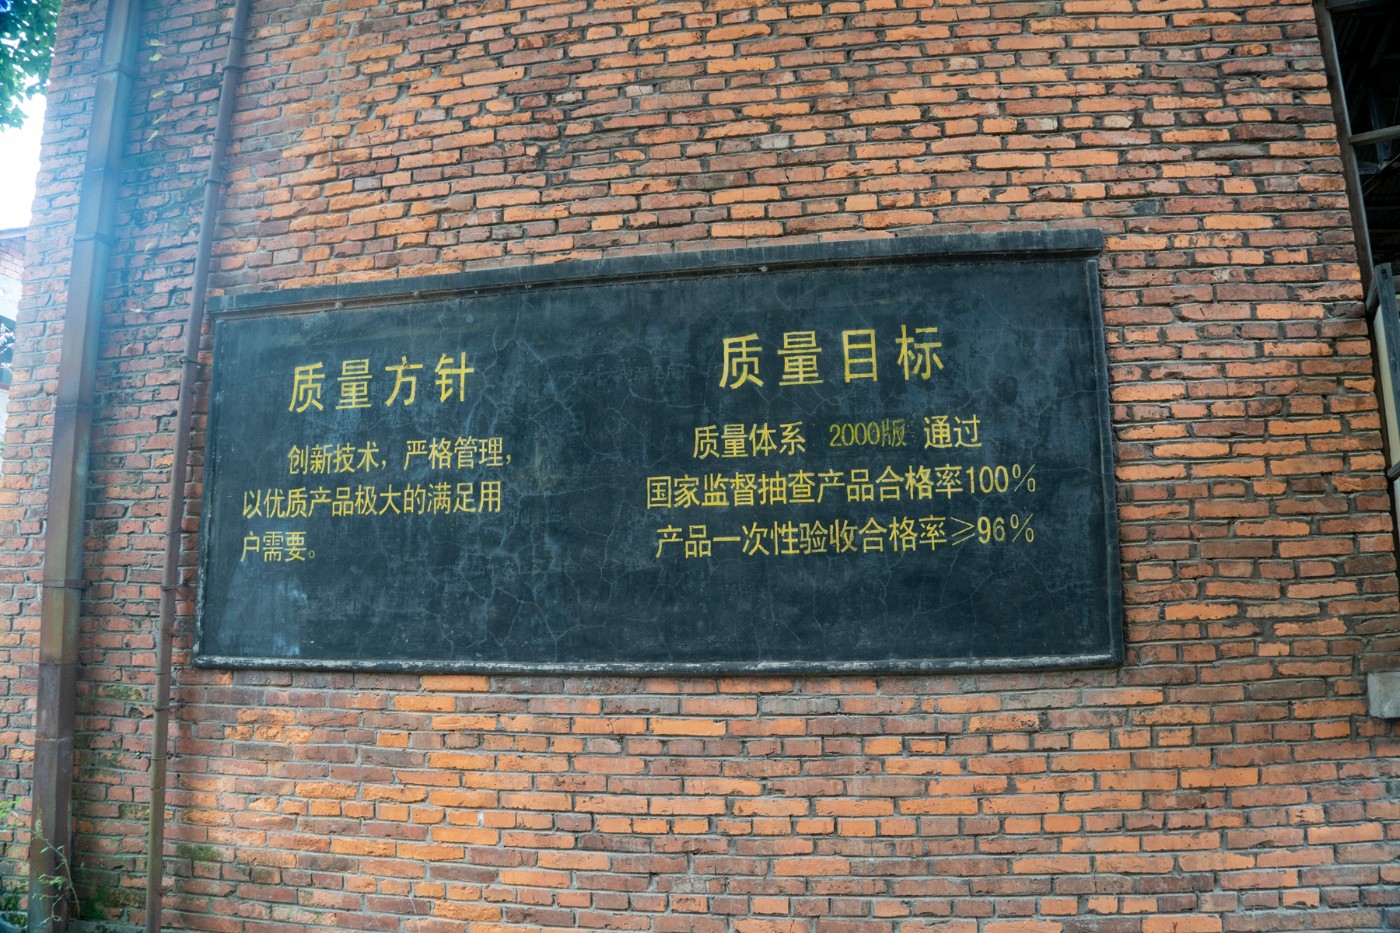 质量方针
创新技术，严格管理，
以优质产品极大的满足用
户需要。
质量目标
质量体系 2000版 通过
国家监督抽查产品合格率100%
产品一次性验收合格率≥96%